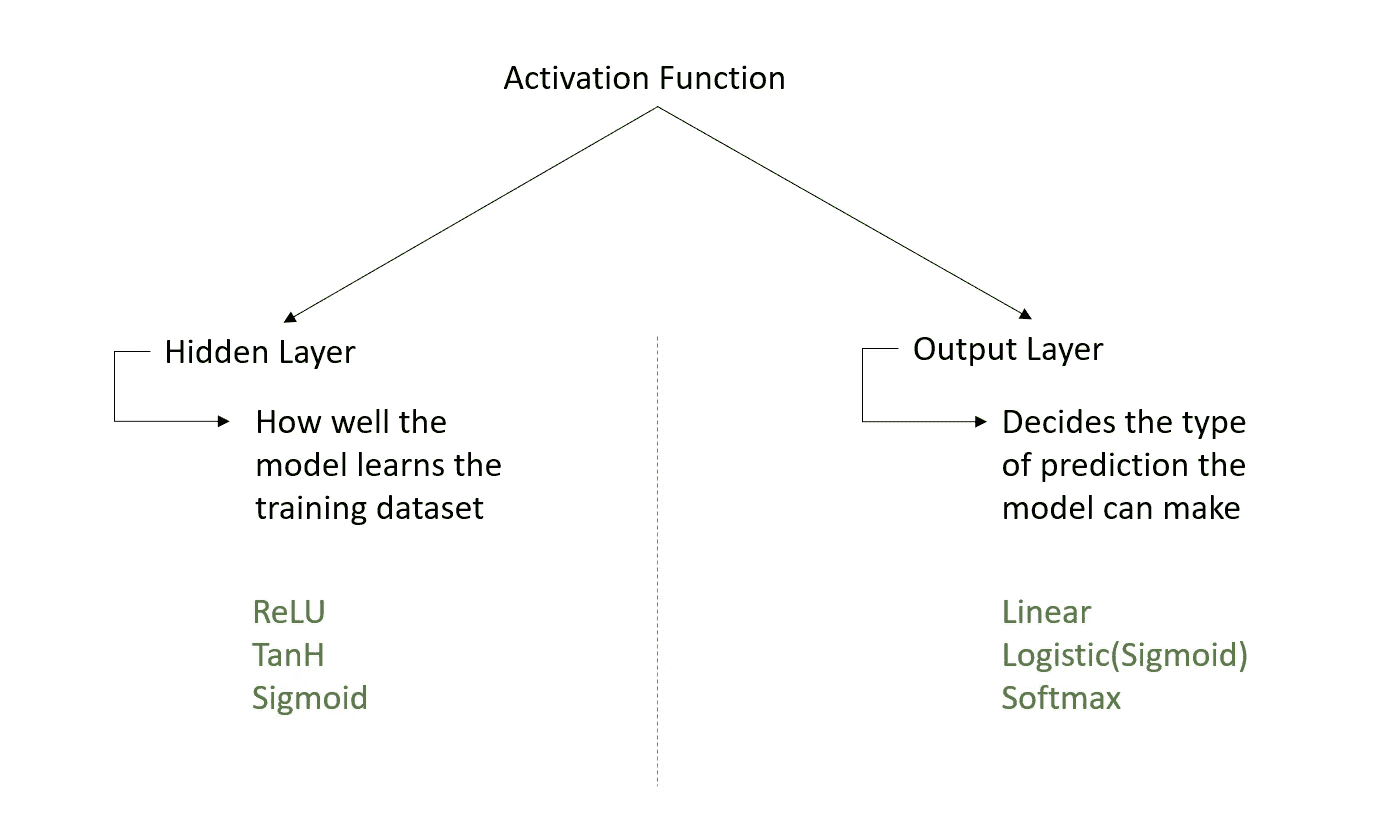 Activation Function
Hidden Layer
How well the
model learns the
training dataset
ReLU
TanH
Sigmoid
Output Layer
Decides the type
of prediction the
model can make
Linear
Logistic(Sigmoid)
Softmax